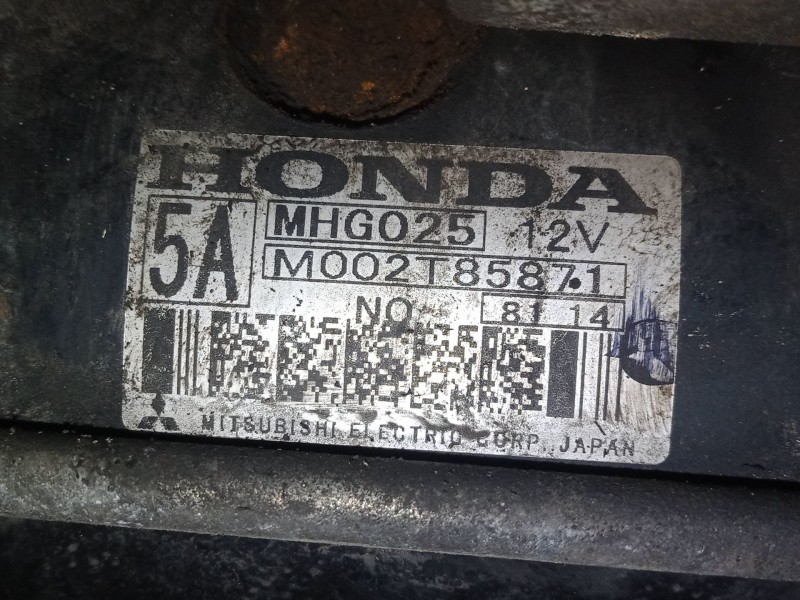 HONDA
5A MHG025 12V
M002T85871
NO 81 14
MITSUBISHI ELECTRIC CORP. JAPAN